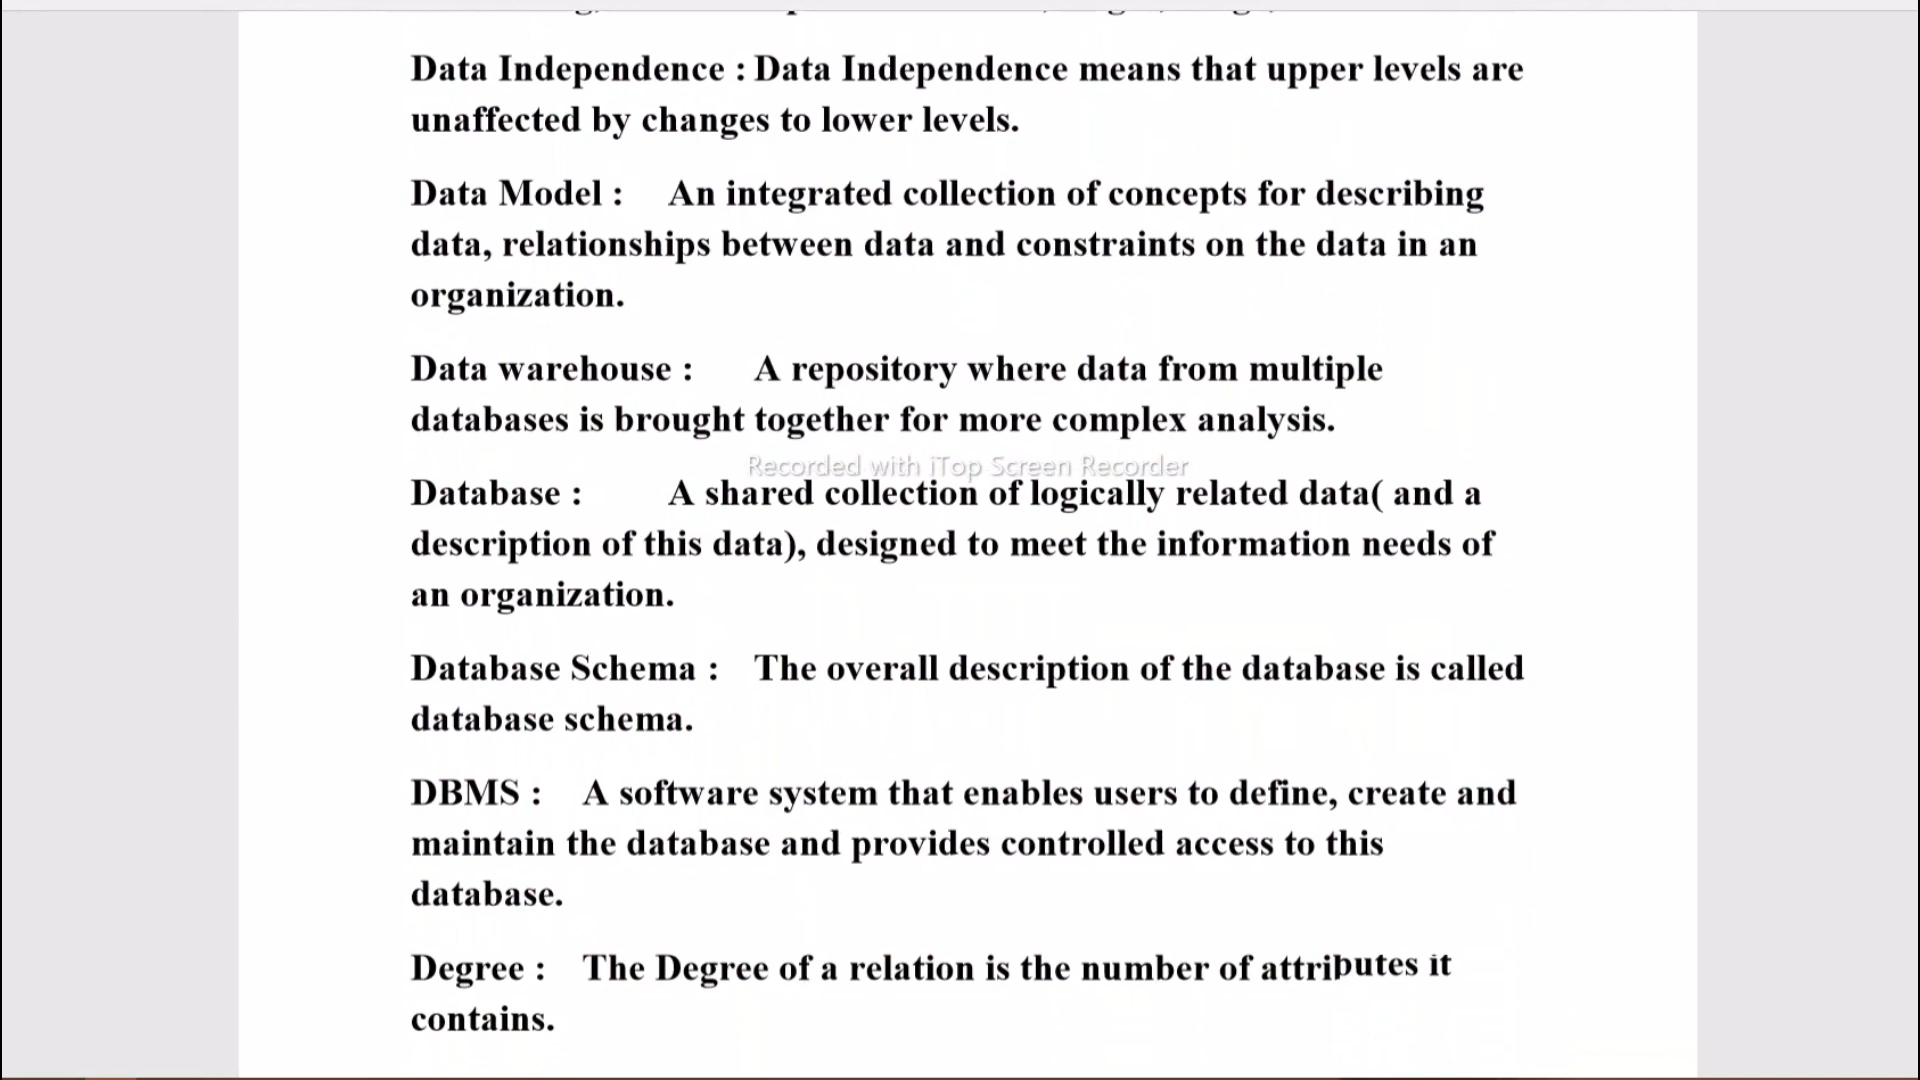 Data Independence : Data Independence means that upper levels are
unaffected by changes to lower levels.
Data Model : An integrated collection of concepts for describing
data, relationships between data and constraints on the data in an
organization.
Data warehouse : A repository where data from multiple
databases is brought together for more complex analysis.
Recorded with iTop Screen Recorder
Database : A shared collection of logically related data( and a
description of this data), designed to meet the information needs of
an organization.
Database Schema : The overall description of the database is called
database schema.
DBMS : A software system that enables users to define, create and
maintain the database and provides controlled access to this
database.
Degree : The Degree of a relation is the number of attributes it
contains.